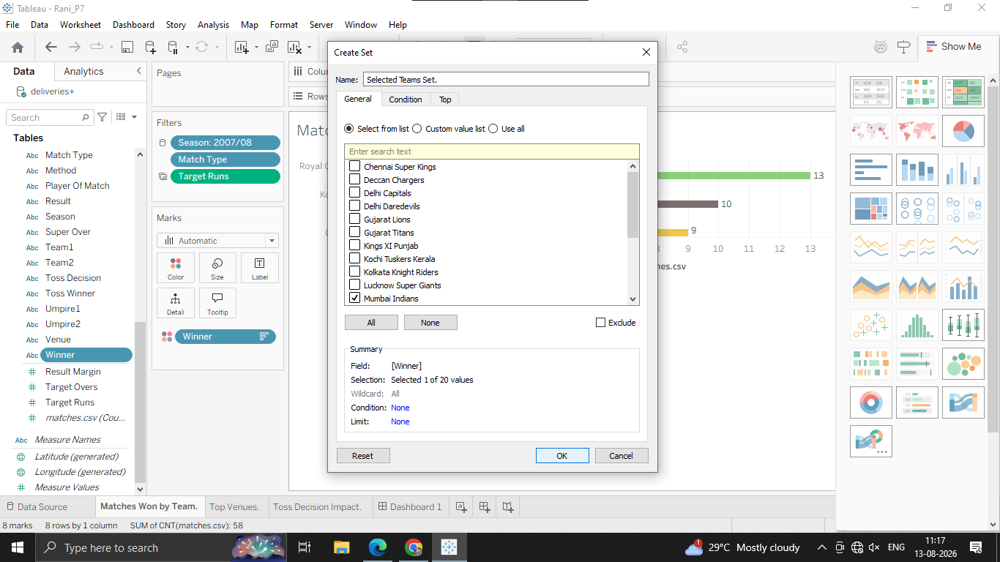 Tableau - Rani_P7
File Data Worksheet Dashboard Story Analysis Map Format Server Window Help
Show Me
Data Analytics
deliveries+
Search
Tables
Abc Match Type
Abc Method
Abc Player Of Match
Abc Result
Abc Season
Abc Super Over
Abc Team1
Abc Team2
Abc Toss Decision
Abc Toss Winner
Abc Umpire1
Abc Umpire2
Abc Venue
Abc Winner
Result Margin
Target Overs
Target Runs
matches.csv (Cou...
Abc Measure Names
Latitude (generated)
Longitude (generated)
Measure Values
Pages
Filters
Season: 2007/08
Match Type
Target Runs
Marks
Automatic
Color Size Label
Detail Tooltip
Winner
Colu
Rows
Matc
Royal C
Create Set
Name: Selected Teams Set.
General Condition Top
Select from list Custom value list Use all
Enter search text
Chennai Super Kings
Deccan Chargers
Delhi Capitals
Delhi Daredevils
Gujarat Lions
Gujarat Titans
Kings XI Punjab
Kochi Tuskers Kerala
Kolkata Knight Riders
Lucknow Super Giants
Mumbai Indians
All None Exclude
Summary
Field: [Winner]
Selection: Selected 1 of 20 values
Wildcard: All
Condition: None
Limit: None
Reset OK Cancel
13
10
9
9 10 11 12 13
hes.csv
Data Source Matches Won by Team. Top Venues. Toss Decision Impact. Dashboard 1
8 marks 8 rows by 1 column SUM of CNT(matches.csv): 58
Type here to search
1 29°C Mostly cloudy ENG 11:17
13-08-2026